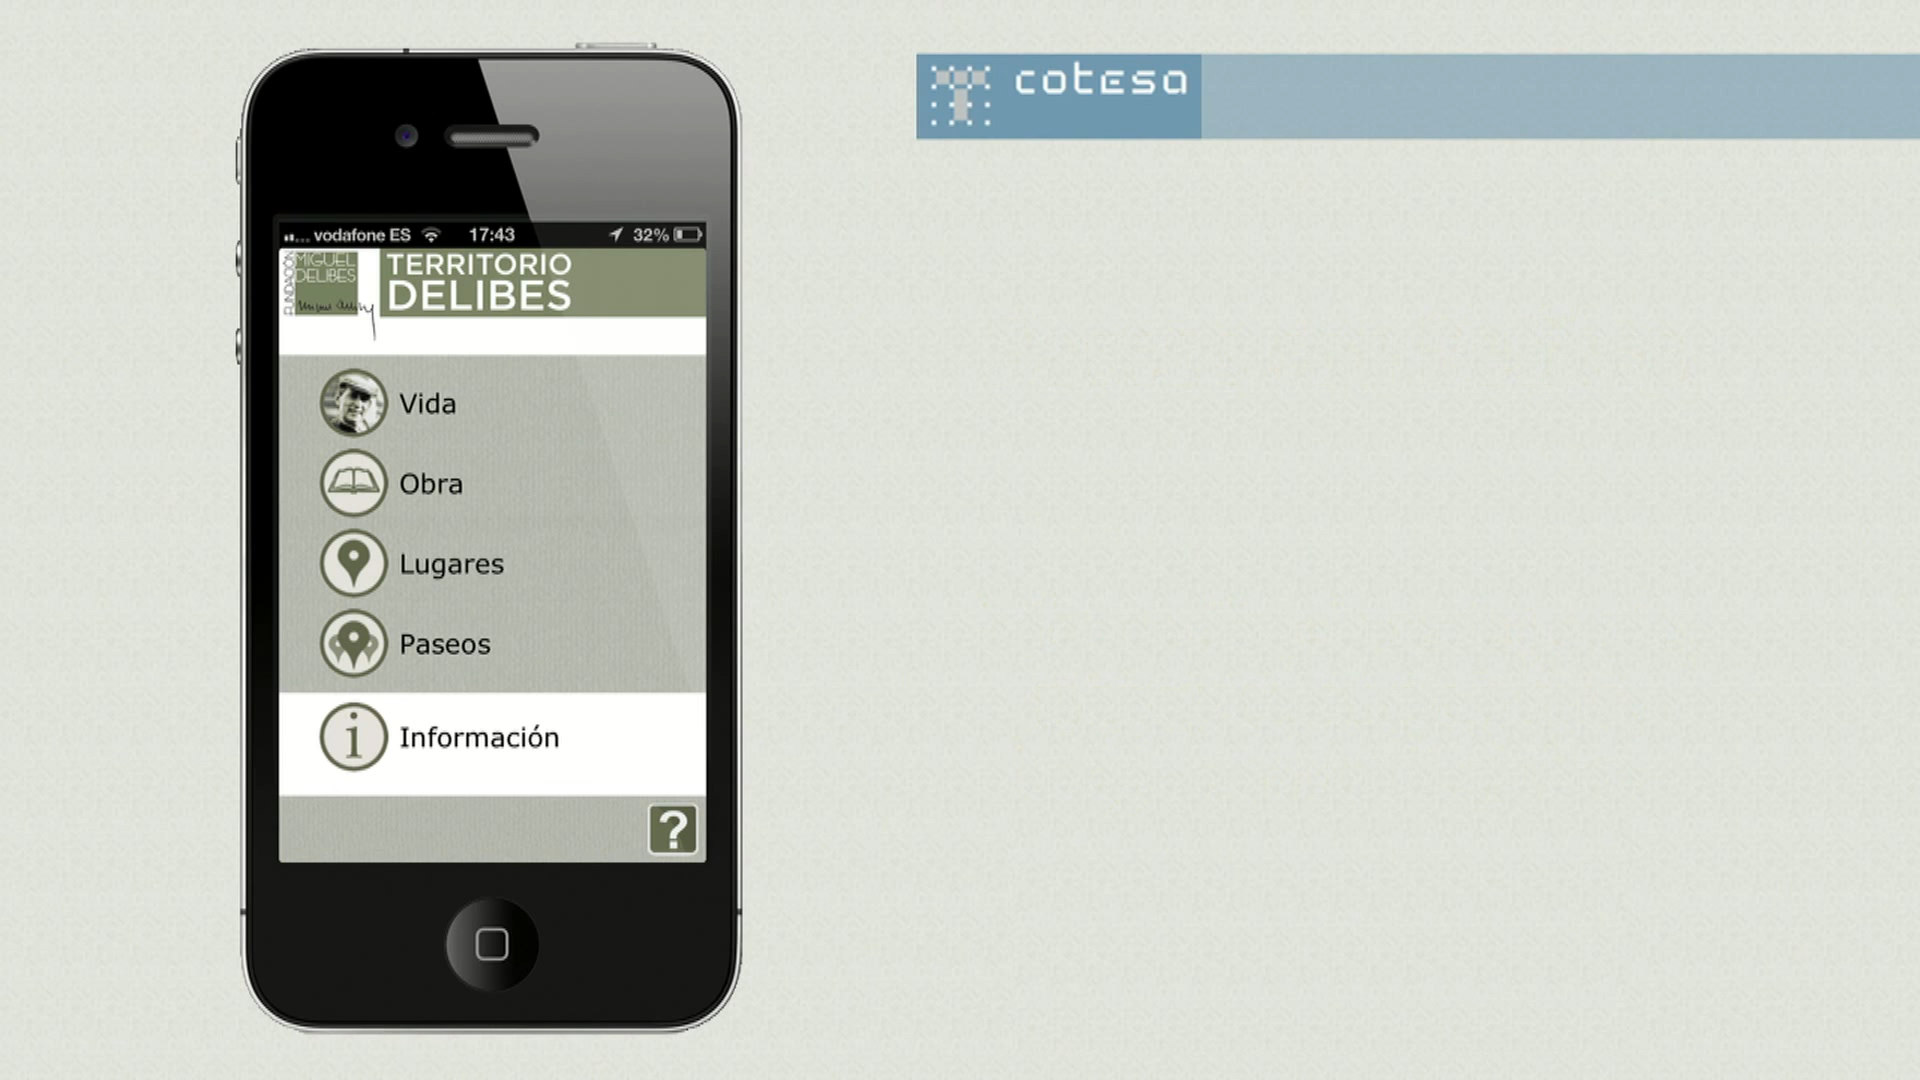 cotesa
vodafone ES 17:43 32%
FUNDACIÓN
MIGUEL
DELIBES
TERRITORIO
DELIBES
Vida
Obra
Lugares
Paseos
i Información
?